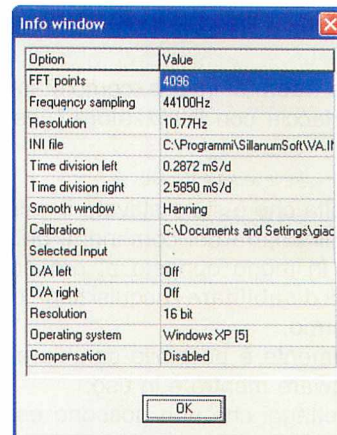 Info window
Option Value
FFT points 4096
Frequency sampling 44100Hz
Resolution 10.77Hz
INI file C:\Programmi\SillanumSoft\VA.I
Time division left 0.2872 mS/d
Time division right 2.5850 mS/d
Smooth window Hanning
Calibration C:\Documents and Settings\giac
Selected Input .
D/A left Off
D/A right Off
Resolution 16 bit
Operating system Windows XP [5]
Compensation Disabled
OK